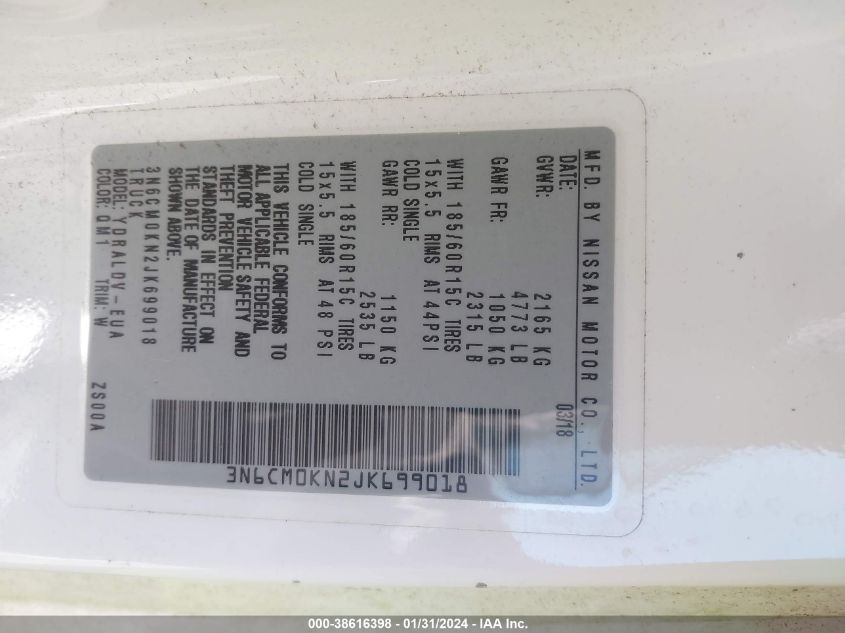 MFD. BY NISSAN MOTOR CO., LTD.
DATE: 03/18
GVWR: 2165 KG
4773 LB
GAWR FR: 1050 KG
2315 LB
WITH 185/60R15C TIRES
15x5.5 RIMS AT 44PSI
COLD SINGLE
GAWR RR: 1150 KG
2535 LB
WITH 185/60R15C TIRES
15x5.5 RIMS AT 48 PSI
COLD SINGLE
THIS VEHICLE CONFORMS TO
ALL APPLICABLE FEDERAL
MOTOR VEHICLE SAFETY AND
THEFT PREVENTION
STANDARDS IN EFFECT ON
THE DATE OF MANUFACTURE
SHOWN ABOVE.
3N6CM0KN2JK699018
TRUCK
MODEL: YDRALDV-EUA
COLOR: QM1 TRIM: W ZS00A
3N6CM0KN2JK699018
000-38616398 - 01/31/2024 - IAA Inc.